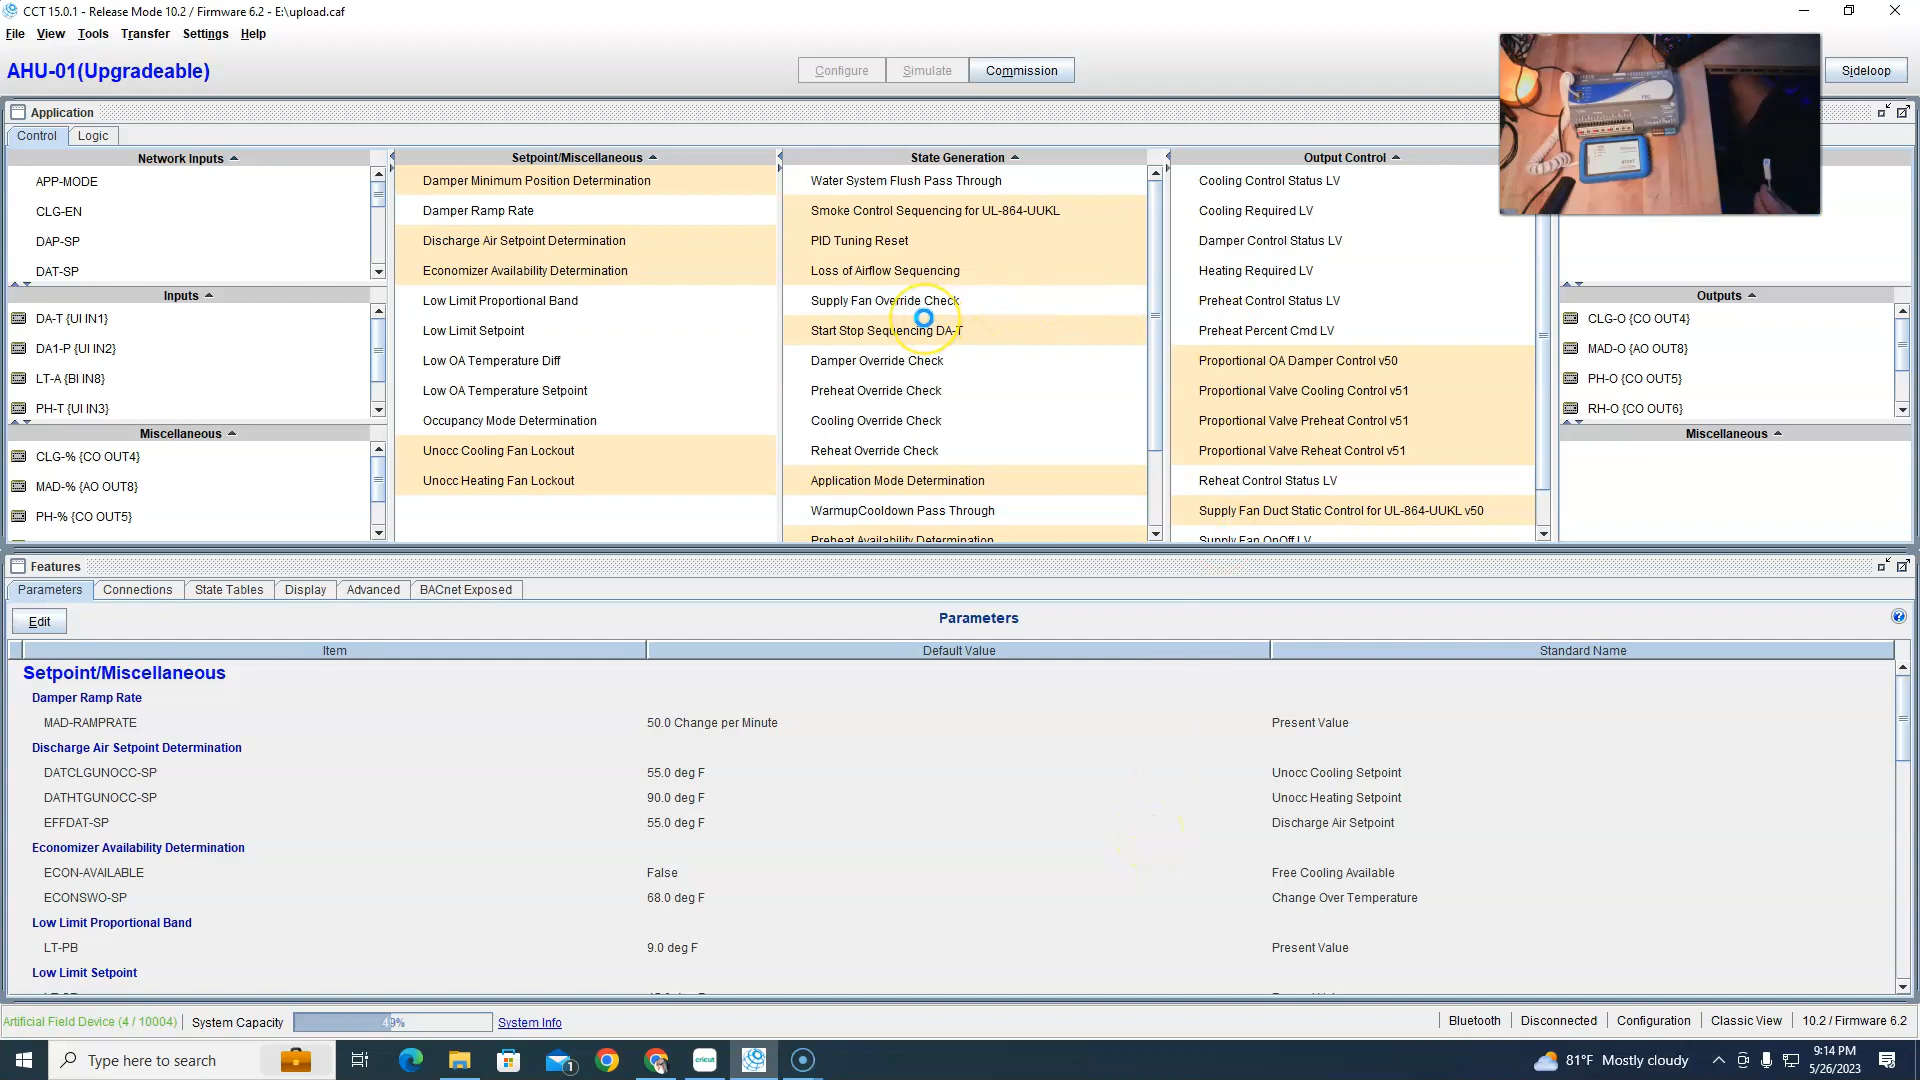 CCT 15.0.1 - Release Mode 10.2 / Firmware 6.2 - E:\upload.caf
File View Tools Transfer Settings Help
AHU-01(Upgradeable)
Configure Simulate Commission
Sideloop
Application
Control Logic
Network Inputs
APP-MODE
CLG-EN
DAP-SP
DAT-SP
Inputs
DA-T {UI IN1}
DA1-P {UI IN2}
LT-A {BI IN8}
PH-T {UI IN3}
Miscellaneous
CLG-% {CO OUT4}
MAD-% {AO OUT8}
PH-% {CO OUT5}
Setpoint/Miscellaneous
Damper Minimum Position Determination
Damper Ramp Rate
Discharge Air Setpoint Determination
Economizer Availability Determination
Low Limit Proportional Band
Low Limit Setpoint
Low OA Temperature Diff
Low OA Temperature Setpoint
Occupancy Mode Determination
Unocc Cooling Fan Lockout
Unocc Heating Fan Lockout
State Generation
Water System Flush Pass Through
Smoke Control Sequencing for UL-864-UUKL
PID Tuning Reset
Loss of Airflow Sequencing
Supply Fan Override Check
Start Stop Sequencing DA-T
Damper Override Check
Preheat Override Check
Cooling Override Check
Reheat Override Check
Application Mode Determination
WarmupCooldown Pass Through
Preheat Availability Determination
Output Control
Cooling Control Status LV
Cooling Required LV
Damper Control Status LV
Heating Required LV
Preheat Control Status LV
Preheat Percent Cmd LV
Proportional OA Damper Control v50
Proportional Valve Cooling Control v51
Proportional Valve Preheat Control v51
Proportional Valve Reheat Control v51
Reheat Control Status LV
Supply Fan Duct Static Control for UL-864-UUKL v50
Supply Fan OnOff LV
Outputs
CLG-O {CO OUT4}
MAD-O {AO OUT8}
PH-O {CO OUT5}
RH-O {CO OUT6}
Miscellaneous
Features
Parameters Connections State Tables Display Advanced BACnet Exposed
Edit
Parameters
Item Default Value Standard Name
Setpoint/Miscellaneous
Damper Ramp Rate
MAD-RAMPRATE 50.0 Change per Minute Present Value
Discharge Air Setpoint Determination
DATCLGUNOCC-SP 55.0 deg F Unocc Cooling Setpoint
DATHTGUNOCC-SP 90.0 deg F Unocc Heating Setpoint
EFFDAT-SP 55.0 deg F Discharge Air Setpoint
Economizer Availability Determination
ECON-AVAILABLE False Free Cooling Available
ECONSWO-SP 68.0 deg F Change Over Temperature
Low Limit Proportional Band
LT-PB 9.0 deg F Present Value
Low Limit Setpoint
Artificial Field Device (4 / 10004) System Capacity 49% System Info Bluetooth Disconnected Configuration Classic View 10.2 / Firmware 6.2
Type here to search
1
cricut
81°F Mostly cloudy
9:14 PM
5/26/2023